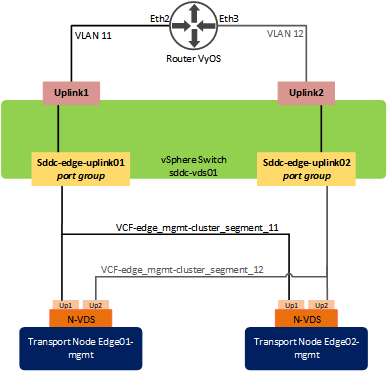 Eth2
Eth3
VLAN 11
VLAN 12
Router VyOS
Uplink1
Uplink2
Sddc-edge-uplink01
port group
vSphere Switch
sddc-vds01
Sddc-edge-uplink02
port group
VCF-edge_mgmt-cluster_segment_11
VCF-edge_mgmt-cluster_segment_12
Up1
Up2
Up1
Up2
N-VDS
N-VDS
Transport Node Edge01-
mgmt
Transport Node Edge02-
mgmt